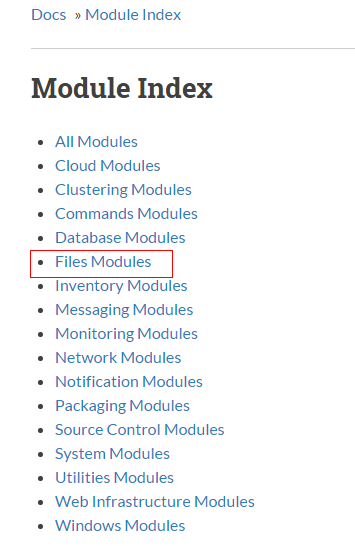 Docs » Module Index
Module Index
All Modules
Cloud Modules
Clustering Modules
Commands Modules
Database Modules
Files Modules
Inventory Modules
Messaging Modules
Monitoring Modules
Network Modules
Notification Modules
Packaging Modules
Source Control Modules
System Modules
Utilities Modules
Web Infrastructure Modules
Windows Modules